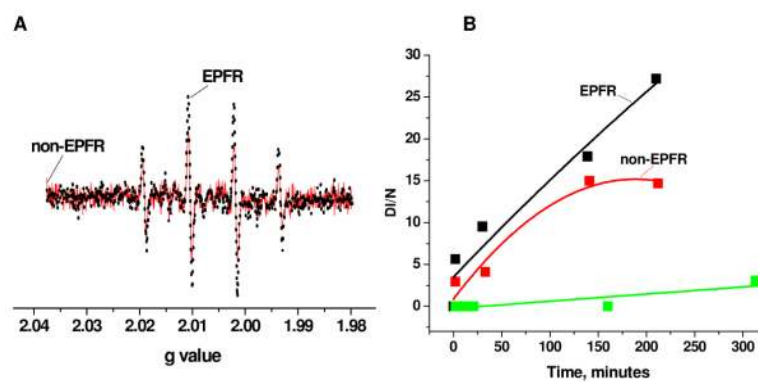 A
EPFR
non-EPFR
2.04 2.03 2.02 2.01 2.00 1.99 1.98
g value
B
30
25
20
15
10
5
0
DI/N
EPFR
non-EPFR
0 50 100 150 200 250 300
Time, minutes